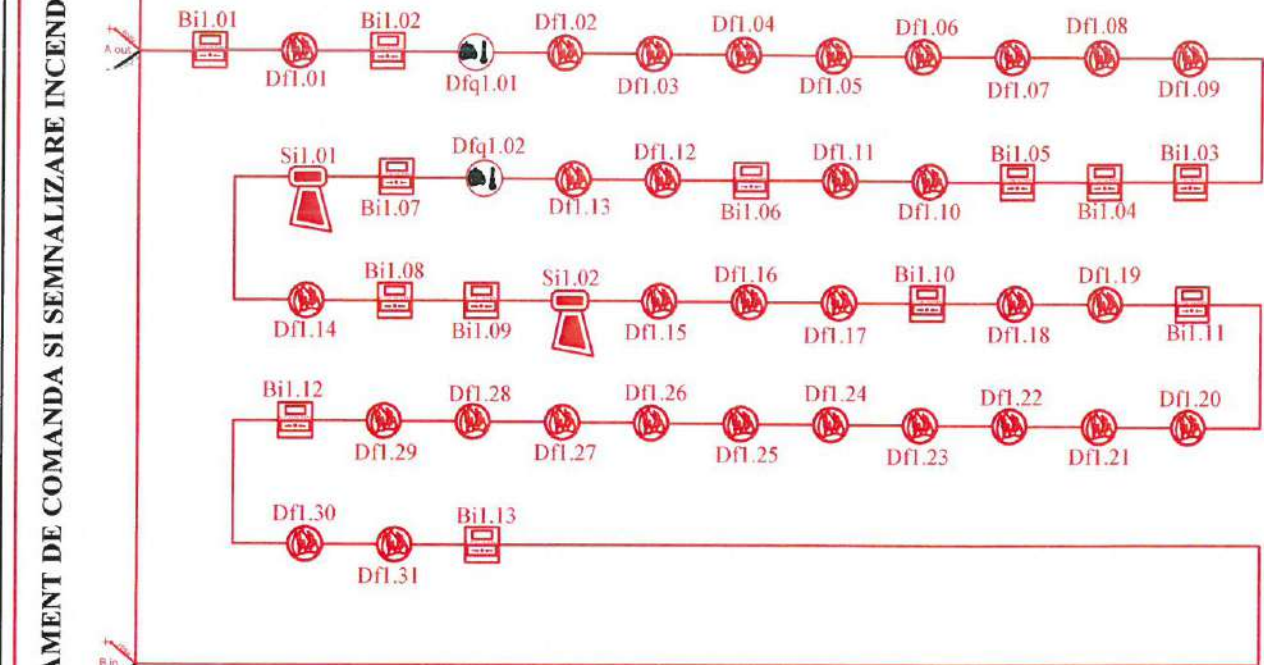 AMENT DE COMANDA SI SEMNALIZARE INCEND
A out
Bi1.01 Bi1.02 Df1.02 Df1.04 Df1.06 Df1.08
Df1.01 Dfq1.01 Df1.03 Df1.05 Df1.07 Df1.09
Si1.01 Dfq1.02 Df1.12 Df1.11 Bi1.05 Bi1.03
Bi1.07 Df1.13 Bi1.06 Df1.10 Bi1.04
Bi1.08 Si1.02 Df1.16 Bi1.10 Df1.19
Df1.14 Bi1.09 Df1.15 Df1.17 Df1.18 Bi1.11
Bi1.12 Df1.28 Df1.26 Df1.24 Df1.22 Df1.20
Df1.29 Df1.27 Df1.25 Df1.23 Df1.21
Df1.30 Bi1.13
Df1.31
B in